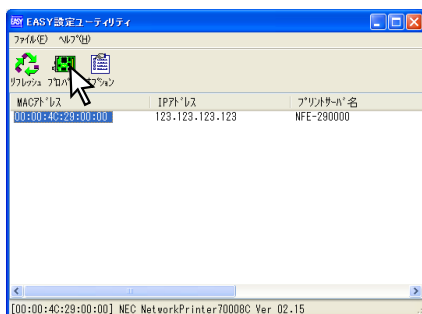 EASY設定ユーティリティ
ファイル(F) ヘルプ(H)
リフレッシュ プロパティ オプション
MACアドレス IPアドレス プリントサーバ名
00:00:4C:29:00:00 123.123.123.123 NFE-290000
[00:00:4C:29:00:00] NEC NetworkPrinter70008C Ver 02.15